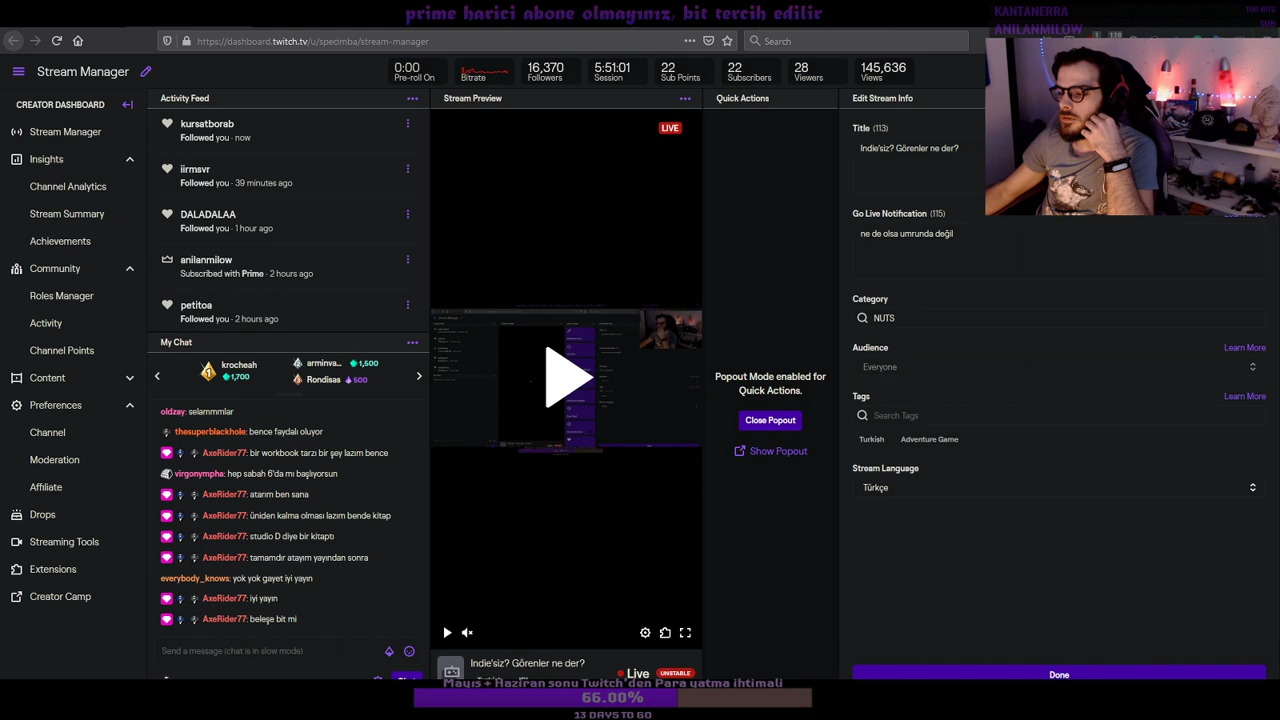 prime harici abone olmayınız, bit tercih edilir
KANTANERRA
100 BITS
ANILANMILOW
SUB
https://dashboard.twitch.tv/u/specimba/stream-manager
Search
Stream Manager
0:00
Pre-roll On
Bitrate
16,370
Followers
5:51:01
Session
22
Sub Points
22
Subscribers
28
Viewers
145,636
Views
CREATOR DASHBOARD
Stream Manager
Insights
Channel Analytics
Stream Summary
Achievements
Community
Roles Manager
Activity
Channel Points
Content
Preferences
Channel
Moderation
Affiliate
Drops
Streaming Tools
Extensions
Creator Camp
Activity Feed
kursatborab
Followed you · now
iirmsvr
Followed you · 39 minutes ago
DALADALAA
Followed you · 1 hour ago
anilanmilow
Subscribed with Prime · 2 hours ago
petitoa
Followed you · 2 hours ago
My Chat
1
krocheah
1,700
arminva...
1,500
Rondisas
500
oldzay: selammmlar
thesuperblackhole: bence faydalı oluyor
AxeRider77: bir workbook tarzı bir şey lazım bence
virgonympha: hep sabah 6'da mı başlıyorsun
AxeRider77: atarım ben sana
AxeRider77: üniden kalma olması lazım bende kitap
AxeRider77: studio D diye bir kitaptı
AxeRider77: tamamdır atayım yayından sonra
everybody_knows: yok yok gayet iyi yayın
AxeRider77: iyi yayın
AxeRider77: beleşe bit mi
Send a message (chat is in slow mode)
Stream Preview
LIVE
Indie'siz? Görenler ne der?
Live
UNSTABLE
Quick Actions
Popout Mode enabled for
Quick Actions.
Close Popout
Show Popout
Edit Stream Info
Title (113)
Indie'siz? Görenler ne der?
Go Live Notification (115)
ne de olsa umrunda değil
Category
NUTS
Audience
Learn More
Everyone
Tags
Learn More
Search Tags
Turkish
Adventure Game
Stream Language
Türkçe
Done
Mayıs + Haziran sonu Twitch'den Para yatma ihtimali
66.00%
13 DAYS TO GO